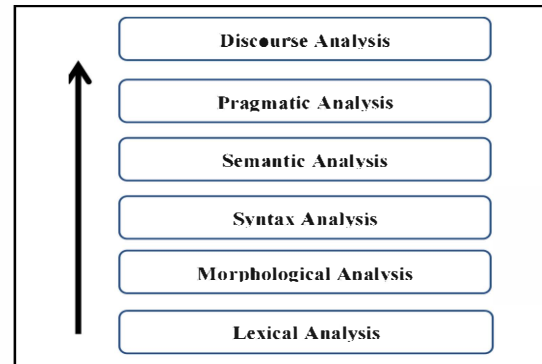 Discourse Analysis
Pragmatic Analysis
Semantic Analysis
Syntax Analysis
Morphological Analysis
Lexical Analysis